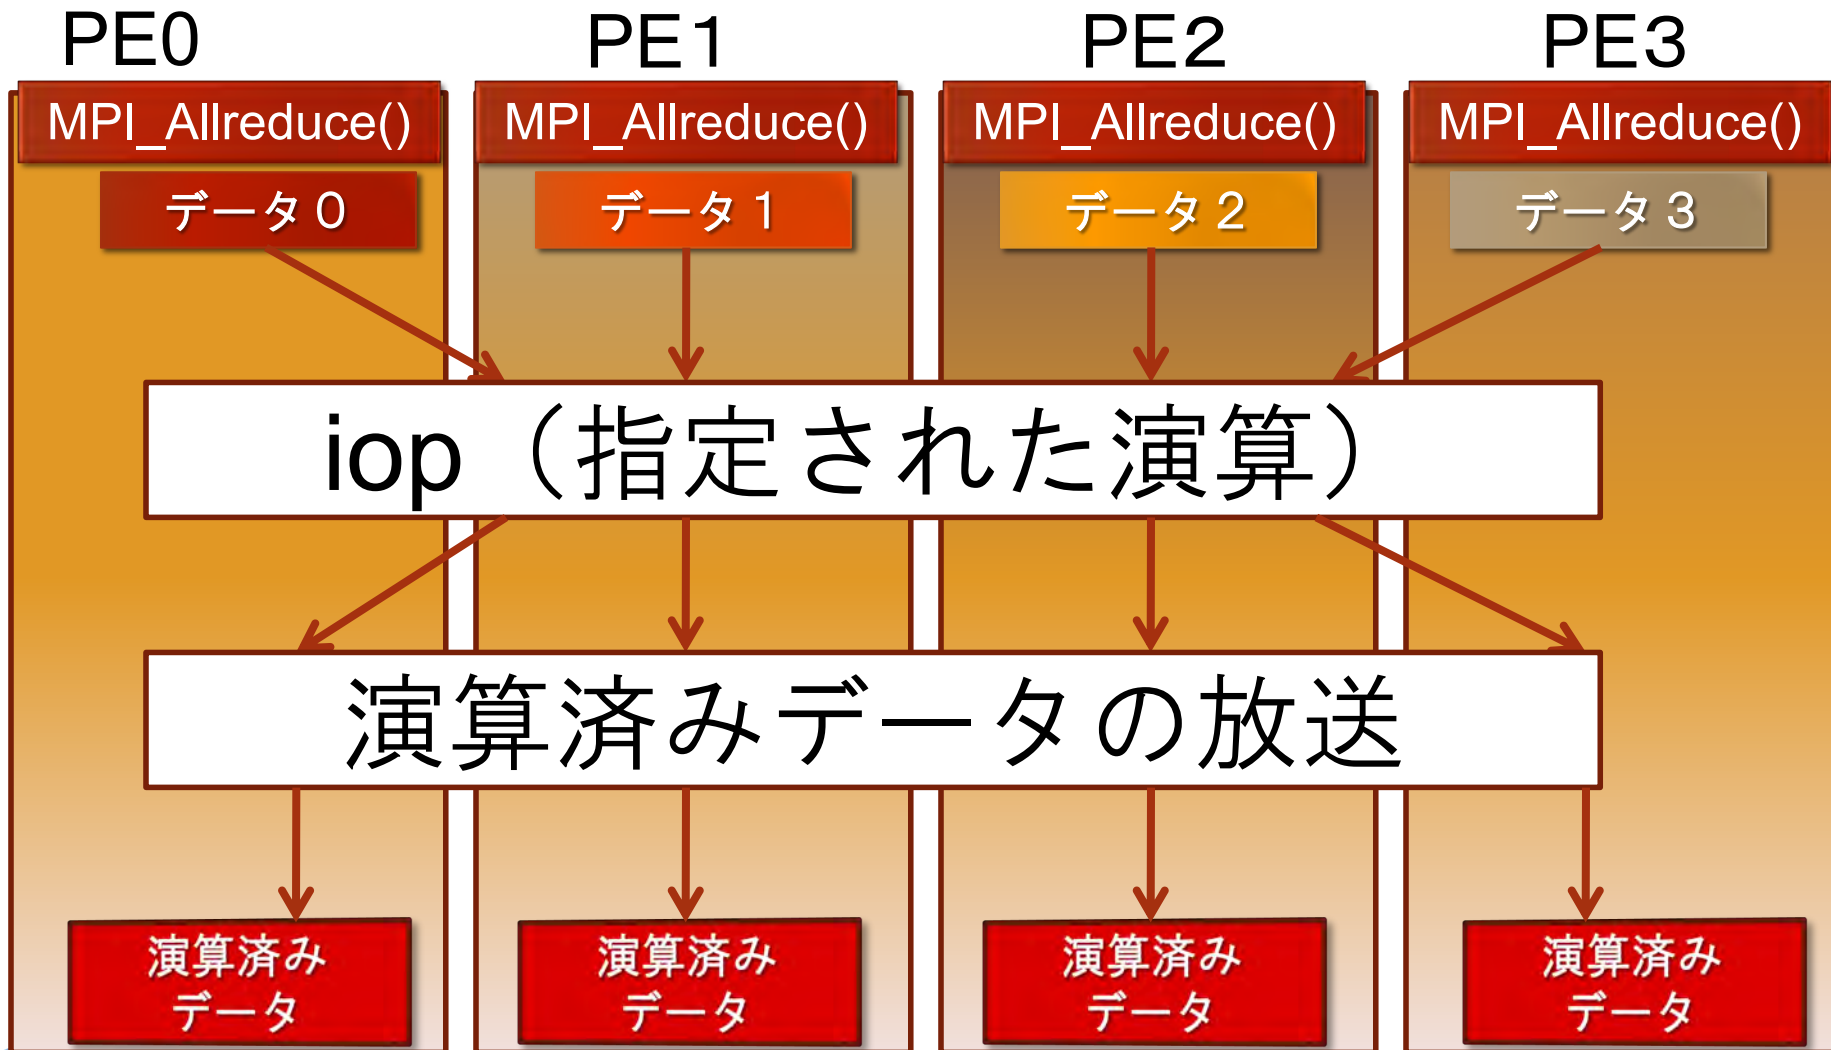 PE0
PE1
PE2
PE3
MPI_Allreduce()
MPI_Allreduce()
MPI_Allreduce()
MPI_Allreduce()
データ０
データ１
データ２
データ３
iop（指定された演算）
演算済みデータの放送
演算済み
データ
演算済み
データ
演算済み
データ
演算済み
データ